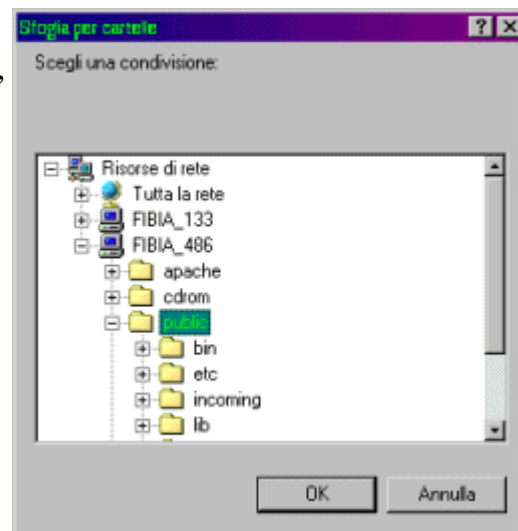 Sfoglia per cartelle
,
Scegli una condivisione:
Risorse di rete
Tutta la rete
FIBIA_133
FIBIA_486
apache
cdrom
public
bin
etc
incoming
lib
OK Annulla